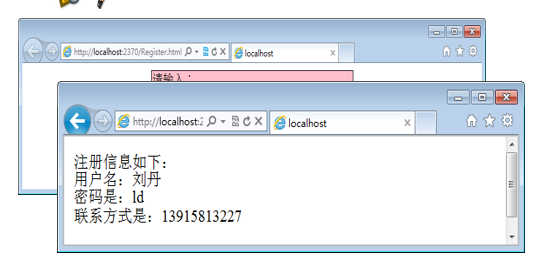 http://localhost:2370/Register.html
localhost
请输入：
http://localhost:2
localhost
注册信息如下：
用户名：刘丹
密码是：ld
联系方式是：13915813227